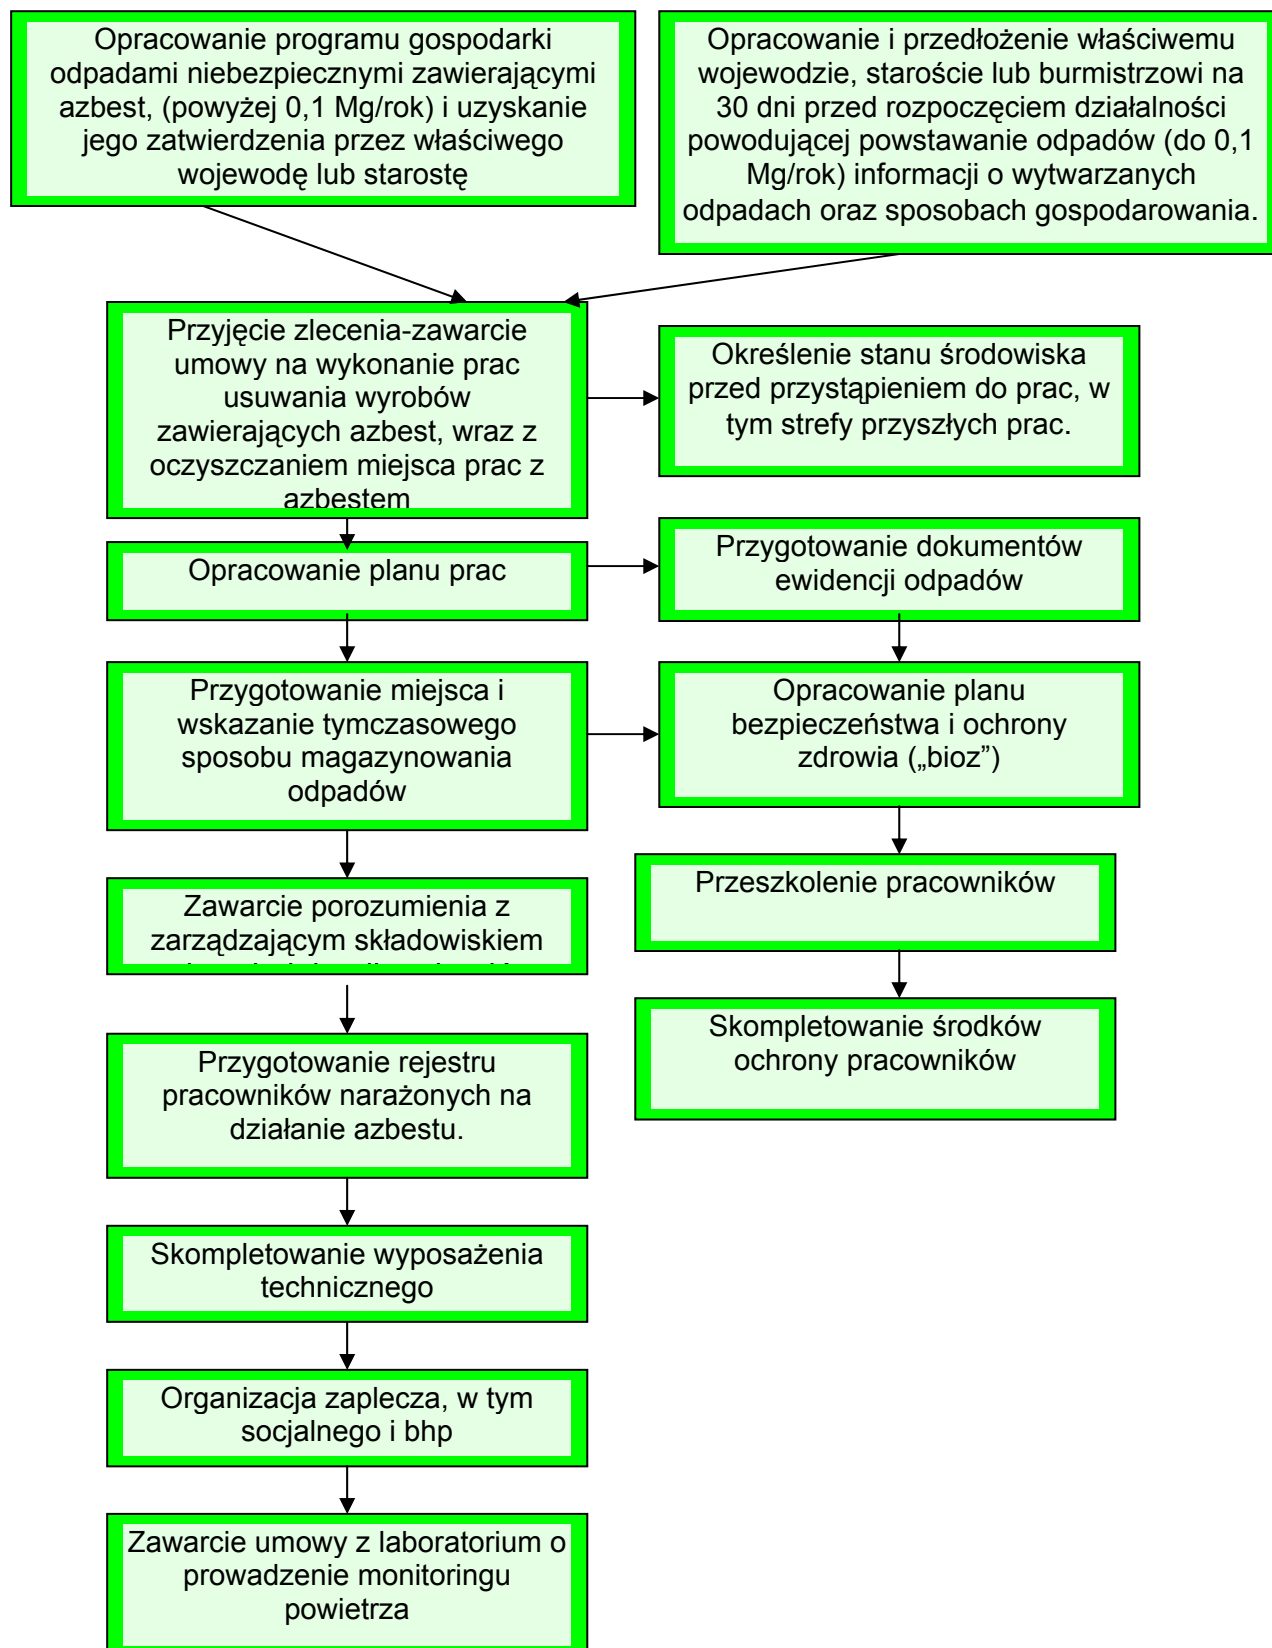 Opracowanie programu gospodarki
odpadami niebezpiecznymi zawierającymi
azbest, (powyżej 0,1 Mg/rok) i uzyskanie
jego zatwierdzenia przez właściwego
wojewodę lub starostę
Opracowanie i przedłożenie właściwemu
wojewodzie, staroście lub burmistrzowi na
30 dni przed rozpoczęciem działalności
powodującej powstawanie odpadów (do 0,1
Mg/rok) informacji o wytwarzanych
odpadach oraz sposobach gospodarowania.
Przyjęcie zlecenia-zawarcie
umowy na wykonanie prac
usuwania wyrobów
zawierających azbest, wraz z
oczyszczaniem miejsca prac z
azbestem
Określenie stanu środowiska
przed przystąpieniem do prac, w
tym strefy przyszłych prac.
Opracowanie planu prac
Przygotowanie dokumentów
ewidencji odpadów
Przygotowanie miejsca i
wskazanie tymczasowego
sposobu magazynowania
odpadów
Opracowanie planu
bezpieczeństwa i ochrony
zdrowia („bioz”)
Zawarcie porozumienia z
zarządzającym składowiskiem
Przeszkolenie pracowników
Skompletowanie środków
ochrony pracowników
Przygotowanie rejestru
pracowników narażonych na
działanie azbestu.
Skompletowanie wyposażenia
technicznego
Organizacja zaplecza, w tym
socjalnego i bhp
Zawarcie umowy z laboratorium o
prowadzenie monitoringu
powietrza